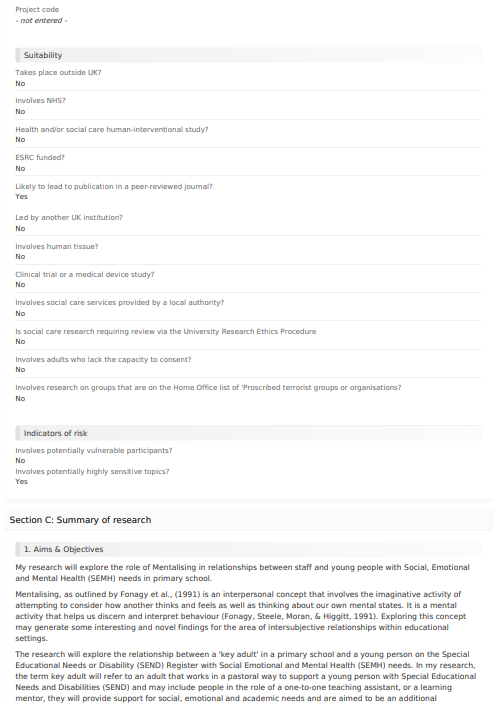 Project code
- not entered -
Suitability
Takes place outside UK?
No
Involves NHS?
No
Health and/or social care human-interventional study?
No
ESRC funded?
No
Likely to lead to publication in a peer-reviewed journal?
Yes
Led by another UK institution?
No
Involves human tissue?
No
Clinical trial or a medical device study?
No
Involves social care services provided by a local authority?
No
Is social care research requiring review via the University Research Ethics Procedure
No
Involves adults who lack the capacity to consent?
No
Involves research on groups that are on the Home Office list of 'Proscribed terrorist groups or organisations?
No
Indicators of risk
Involves potentially vulnerable participants?
No
Involves potentially highly sensitive topics?
Yes
Section C: Summary of research
1. Aims & Objectives
My research will explore the role of Mentalising in relationships between staff and young people with Social, Emotional
and Mental Health (SEMH) needs in primary school.
Mentalising, as outlined by Fonagy et al., (1991) is an interpersonal concept that involves the imaginative activity of
attempting to consider how another thinks and feels as well as thinking about our own mental states. It is a mental
activity that helps us discern and interpret behaviour (Fonagy, Steele, Moran, & Higgitt, 1991). Exploring this concept
may generate some interesting and novel findings for the area of intersubjective relationships within educational
settings.
The research will explore the relationship between a 'key adult' in a primary school and a young person on the Special
Educational Needs or Disability (SEND) Register with Social Emotional and Mental Health (SEMH) needs. In my research,
the term key adult will refer to an adult that works in a pastoral way to support a young person with Special Educational
Needs and Disabilities (SEND) and may include people in the role of a one-to-one teaching assistant, or a learning
mentor, they will provide support for social, emotional and academic needs and are aimed to be an additional